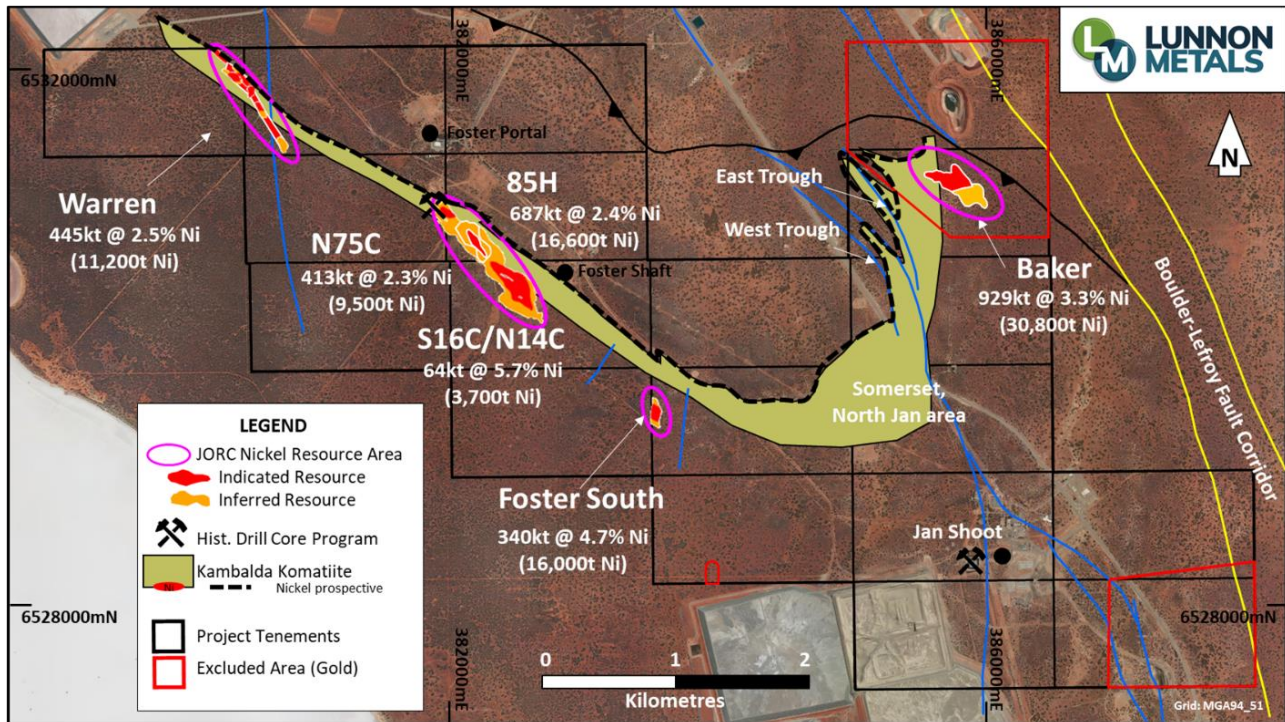 LM LUNNON
METALS
6532000mN
382000mE
386000mE
N
Foster Portal
East Trough
West Trough
Warren
445kt @ 2.5% Ni
(11,200t Ni)
85H
687kt @ 2.4% Ni
(16,600t Ni)
N75C
413kt @ 2.3% Ni
(9,500t Ni)
Foster Shaft
Baker
929kt @ 3.3% Ni
(30,800t Ni)
Boulder-Lefroy Fault Corridor
S16C/N14C
64kt @ 5.7% Ni
(3,700t Ni)
Somerset,
North Jan area
Foster South
340kt @ 4.7% Ni
(16,000t Ni)
Jan Shoot
LEGEND
JORC Nickel Resource Area
Indicated Resource
Inferred Resource
Hist. Drill Core Program
Kambalda Komatiite
Ni
Nickel prospective
Project Tenements
Excluded Area (Gold)
6528000mN
6528000mN
382000mE
386000mE
0 1 2
Kilometres
Grid: MGA94_51